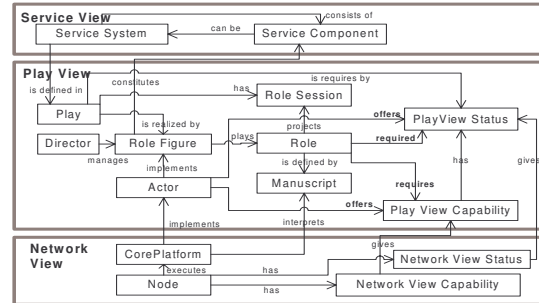 Service View
consists of
Service System
can be
Service Component
Play View
constitutes
is requires by
is defined in
has
Role Session
Play
offers
PlayView Status
is realized by
projects
Director
Role Figure
plays
Role
required
manages
is defined by
has
gives
implements
Actor
Manuscript
offers
requires
Play View Capability
implements
interprets
Network
View
CorePlatform
gives
Network View Status
executes
has
Node
has
Network View Capability